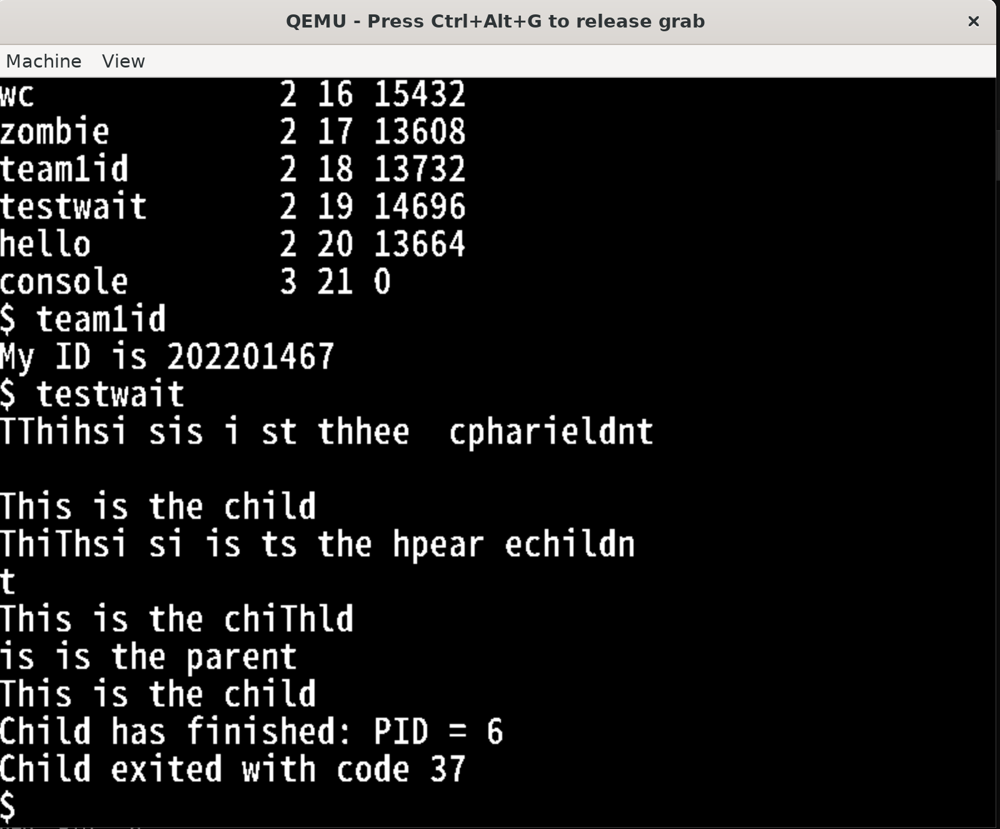 QEMU - Press Ctrl+Alt+G to release grab
Machine View
wc 2 16 15432
zombie 2 17 13608
team1id 2 18 13732
testwait 2 19 14696
hello 2 20 13664
console 3 21 0
$ team1id
My ID is 202201467
$ testwait
TThihsi sis i st thhee  cpharieldnt
This is the child
ThiThsi si is ts the hpear echildn
t
This is the chiThld
is is the parent
This is the child
Child has finished: PID = 6
Child exited with code 37
$